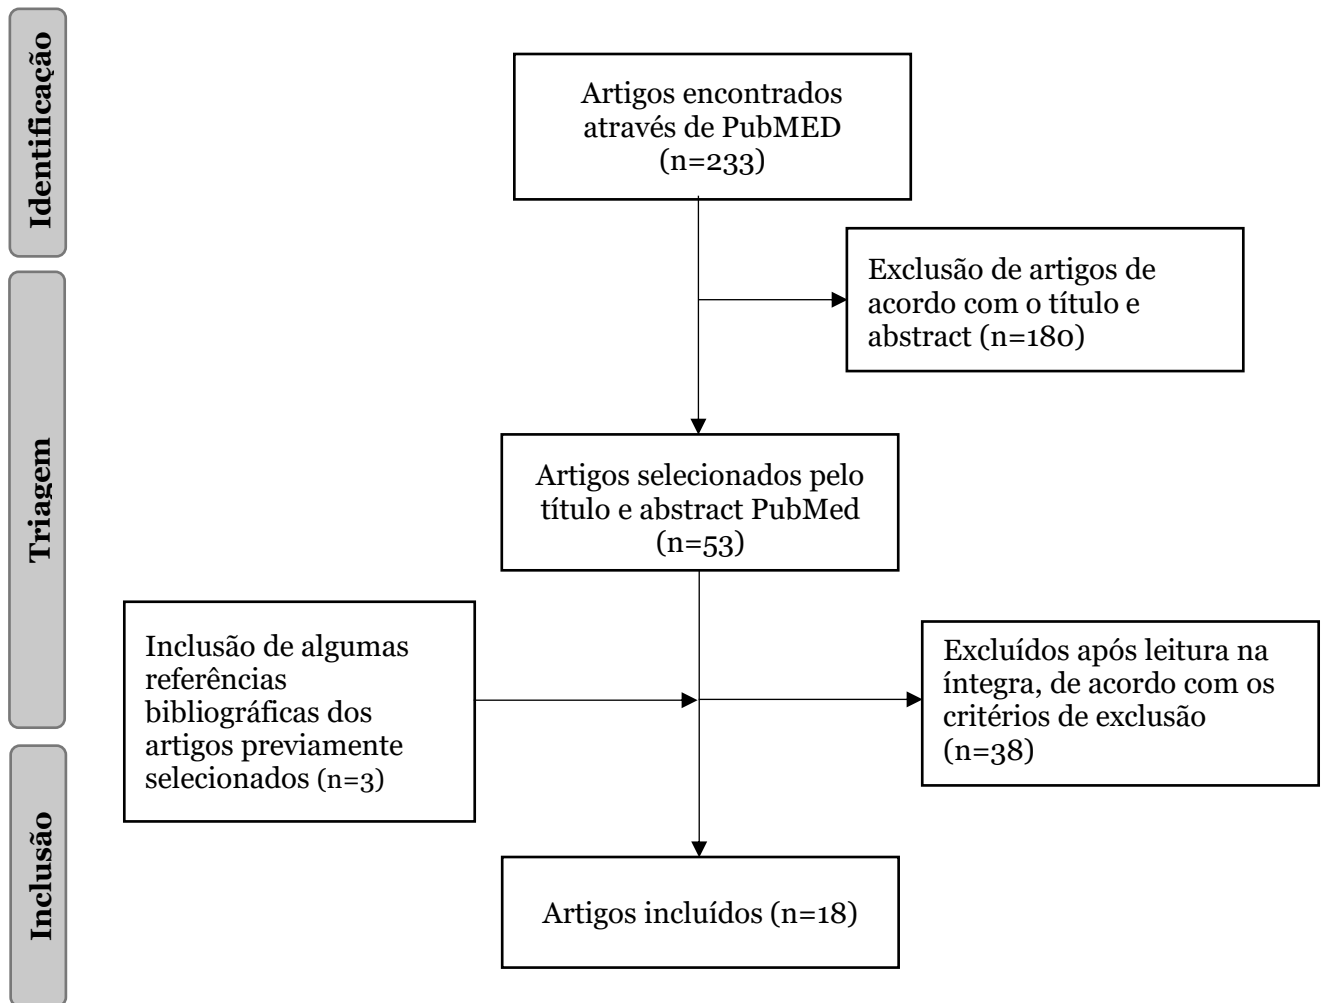 Identificação
Artigos encontrados
através de PubMED
(n=233)
Exclusão de artigos de
acordo com o título e
abstract (n=180)
Triagem
Artigos selecionados pelo
título e abstract PubMed
(n=53)
Inclusão de algumas
referências
bibliográficas dos
artigos previamente
selecionados (n=3)
Excluídos após leitura na
íntegra, de acordo com os
critérios de exclusão
(n=38)
Inclusão
Artigos incluídos (n=18)